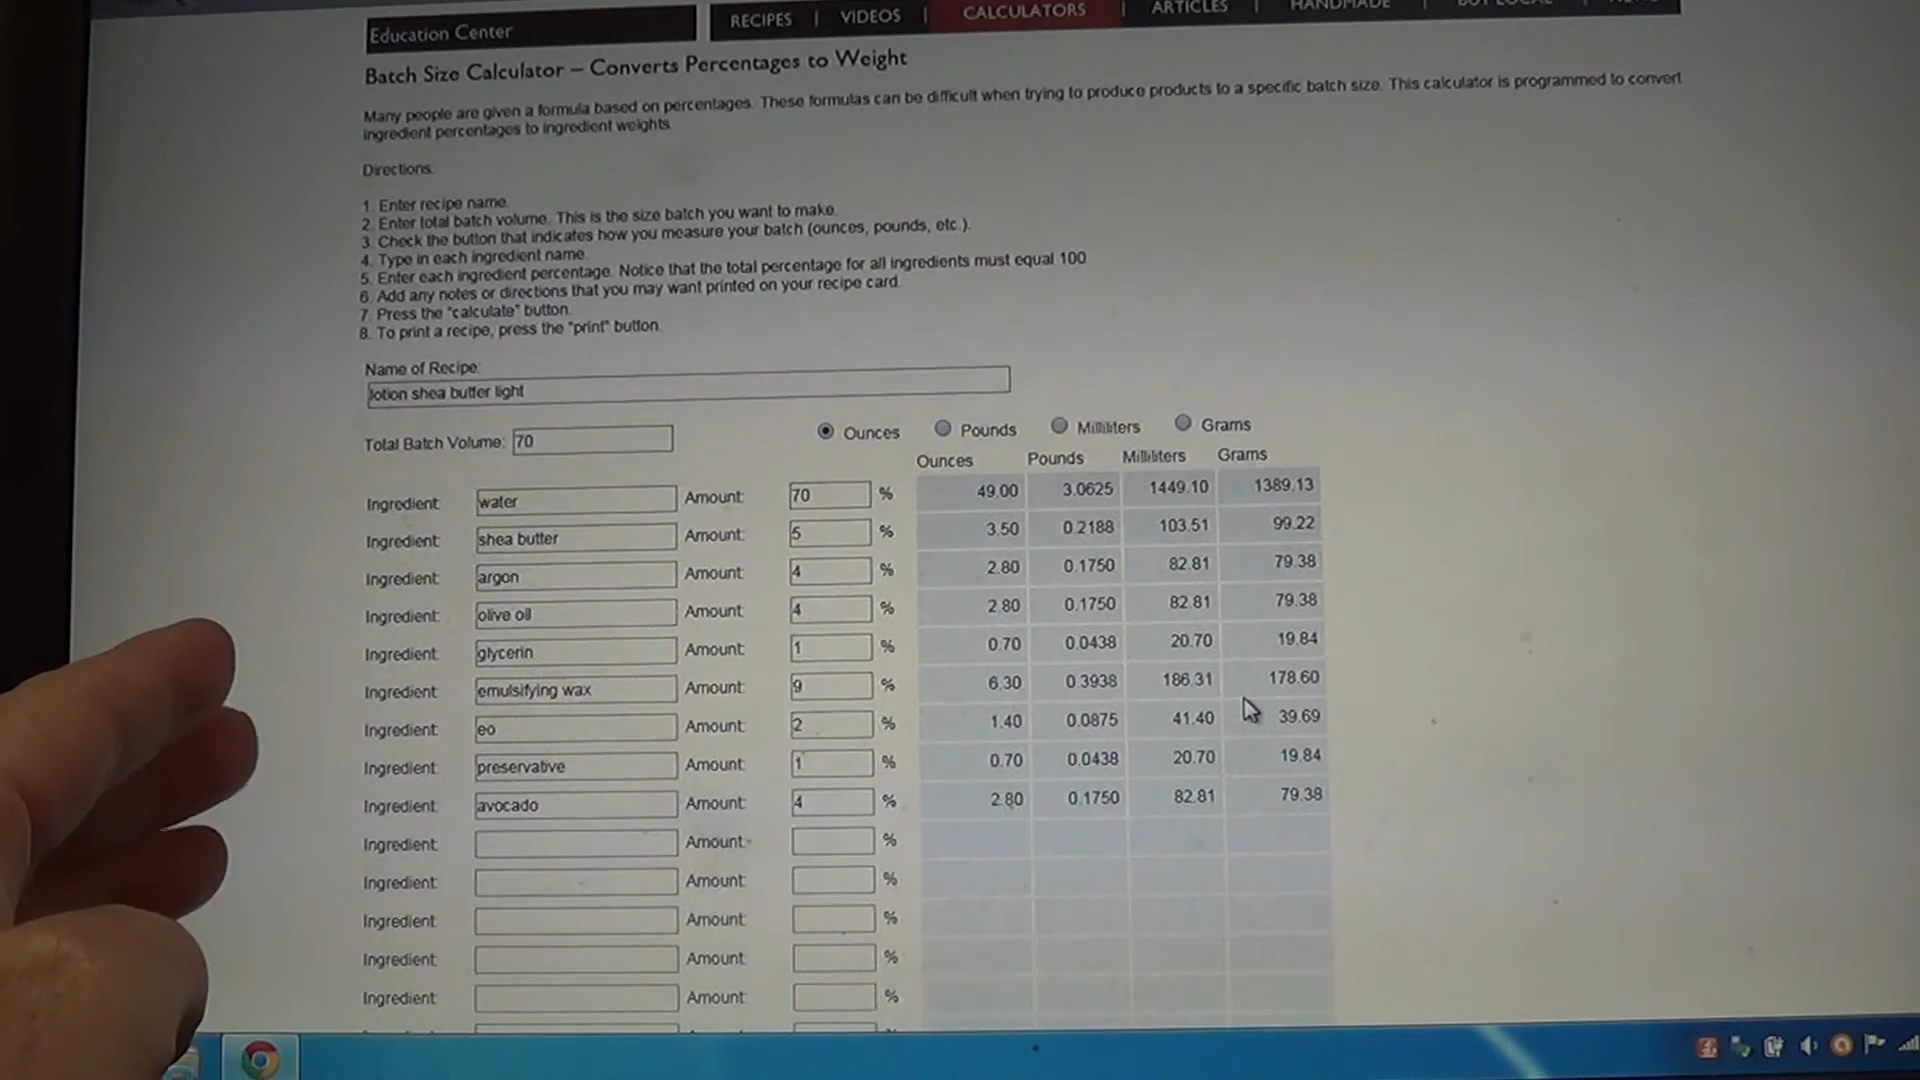 Education Center
RECIPES | VIDEOS | CALCULATORS | ARTICLES | HANDMADE |
Batch Size Calculator – Converts Percentages to Weight
Many people are given a formula based on percentages. These formulas can be difficult when trying to produce products to a specific batch size. This calculator is programmed to convert
ingredient percentages to ingredient weights
Directions:
1. Enter recipe name.
2. Enter total batch volume. This is the size batch you want to make.
3. Check the button that indicates how you measure your batch (ounces, pounds, etc.).
4. Type in each ingredient name.
5. Enter each ingredient percentage. Notice that the total percentage for all ingredients must equal 100
6. Add any notes or directions that you may want printed on your recipe card.
7. Press the "calculate" button.
8. To print a recipe, press the "print" button.
Name of Recipe:
lotion shea butter light
Total Batch Volume: 70 Ounces Pounds Milliliters Grams
Ounces Pounds Milliliters Grams
Ingredient: water Amount: 70 % 49.00 3.0625 1449.10 1389.13
Ingredient: shea butter Amount: 5 % 3.50 0.2188 103.51 99.22
Ingredient: argon Amount: 4 % 2.80 0.1750 82.81 79.38
Ingredient: olive oil Amount: 4 % 2.80 0.1750 82.81 79.38
Ingredient: glycerin Amount: 1 % 0.70 0.0438 20.70 19.84
Ingredient: emulsifying wax Amount: 9 % 6.30 0.3938 186.31 178.60
Ingredient: eo Amount: 2 % 1.40 0.0875 41.40 39.69
Ingredient: preservative Amount: 1 % 0.70 0.0438 20.70 19.84
Ingredient: avocado Amount: 4 % 2.80 0.1750 82.81 79.38
Ingredient: Amount: %
Ingredient: Amount: %
Ingredient: Amount: %
Ingredient: Amount: %
Ingredient: Amount: %